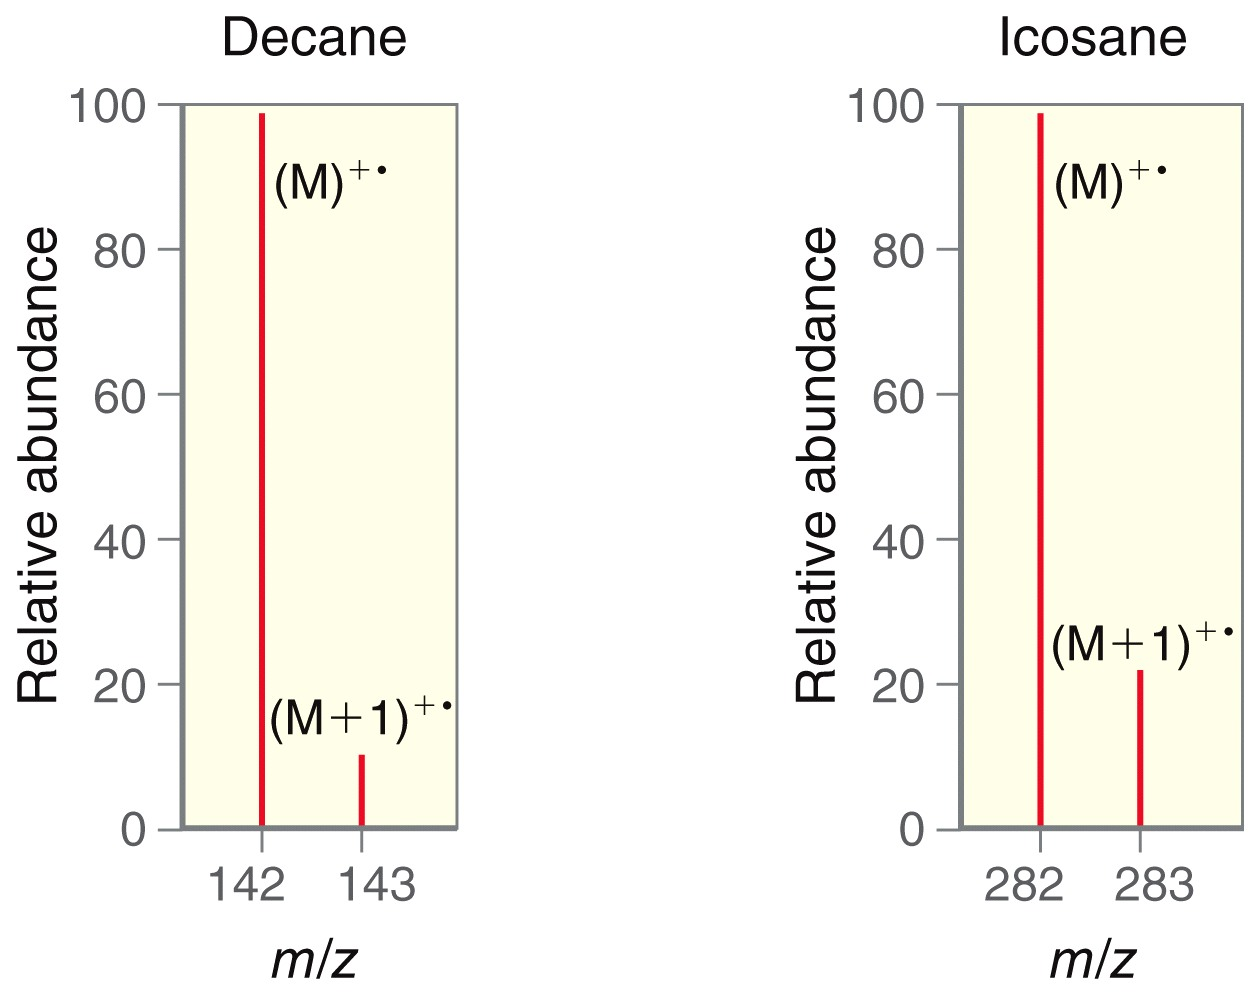 Decane
Relative abundance
100
80
60
40
20
0
(M)⁺•
(M+1)⁺•
142 143
m/z
Icosane
Relative abundance
100
80
60
40
20
0
(M)⁺•
(M+1)⁺•
282 283
m/z